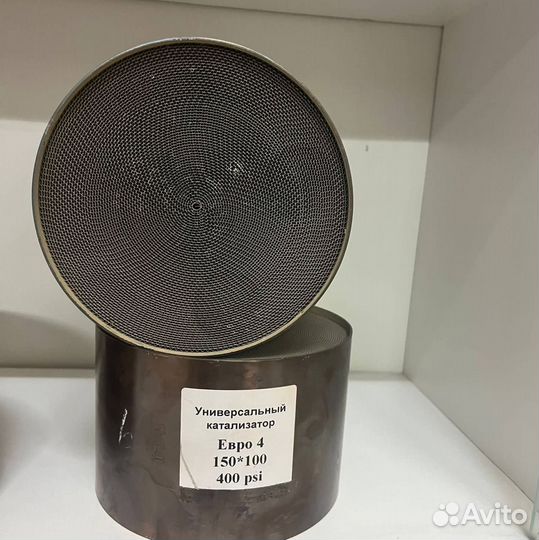 Универсальный
катализатор
Евро 4
150*100
400 psi
Avito